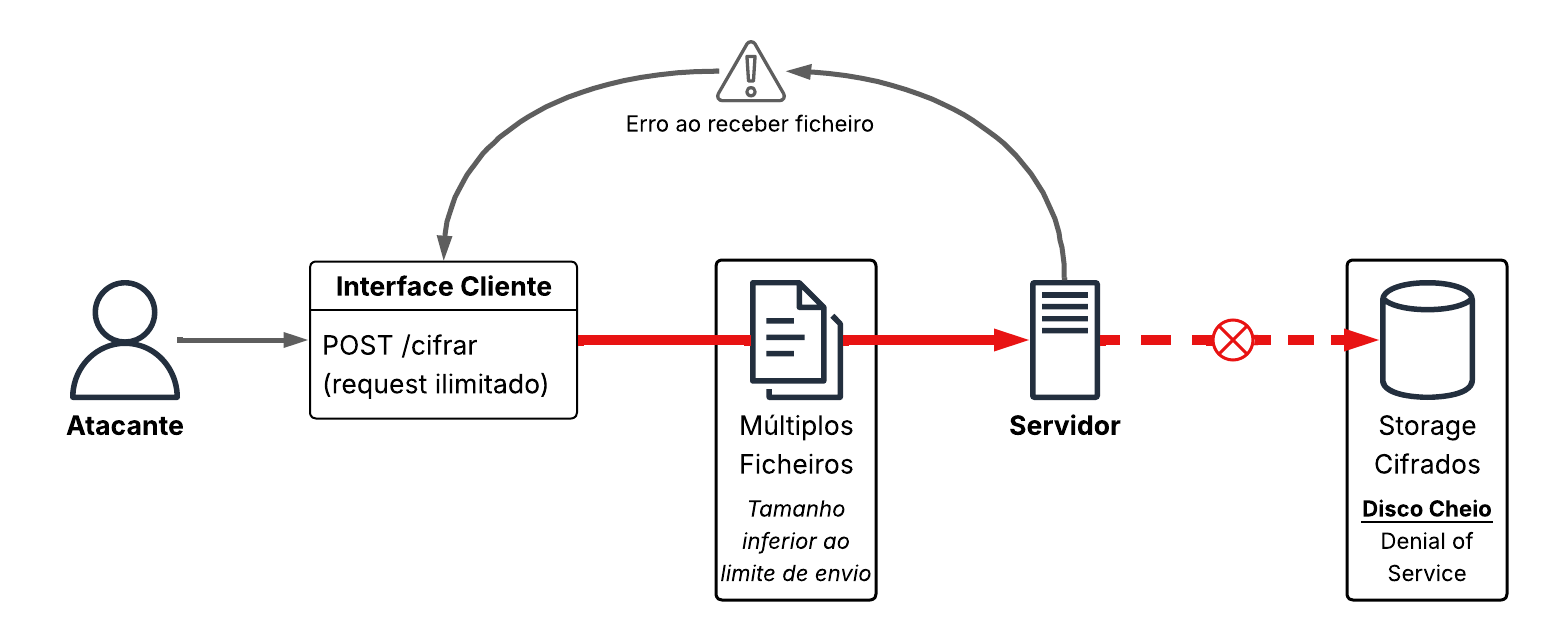 Erro ao receber ficheiro
Interface Cliente
POST /cifrar
(request ilimitado)
Atacante
Múltiplos
Ficheiros
Tamanho
inferior ao
limite de envio
Servidor
Storage
Cifrados
Disco Cheio
Denial of
Service